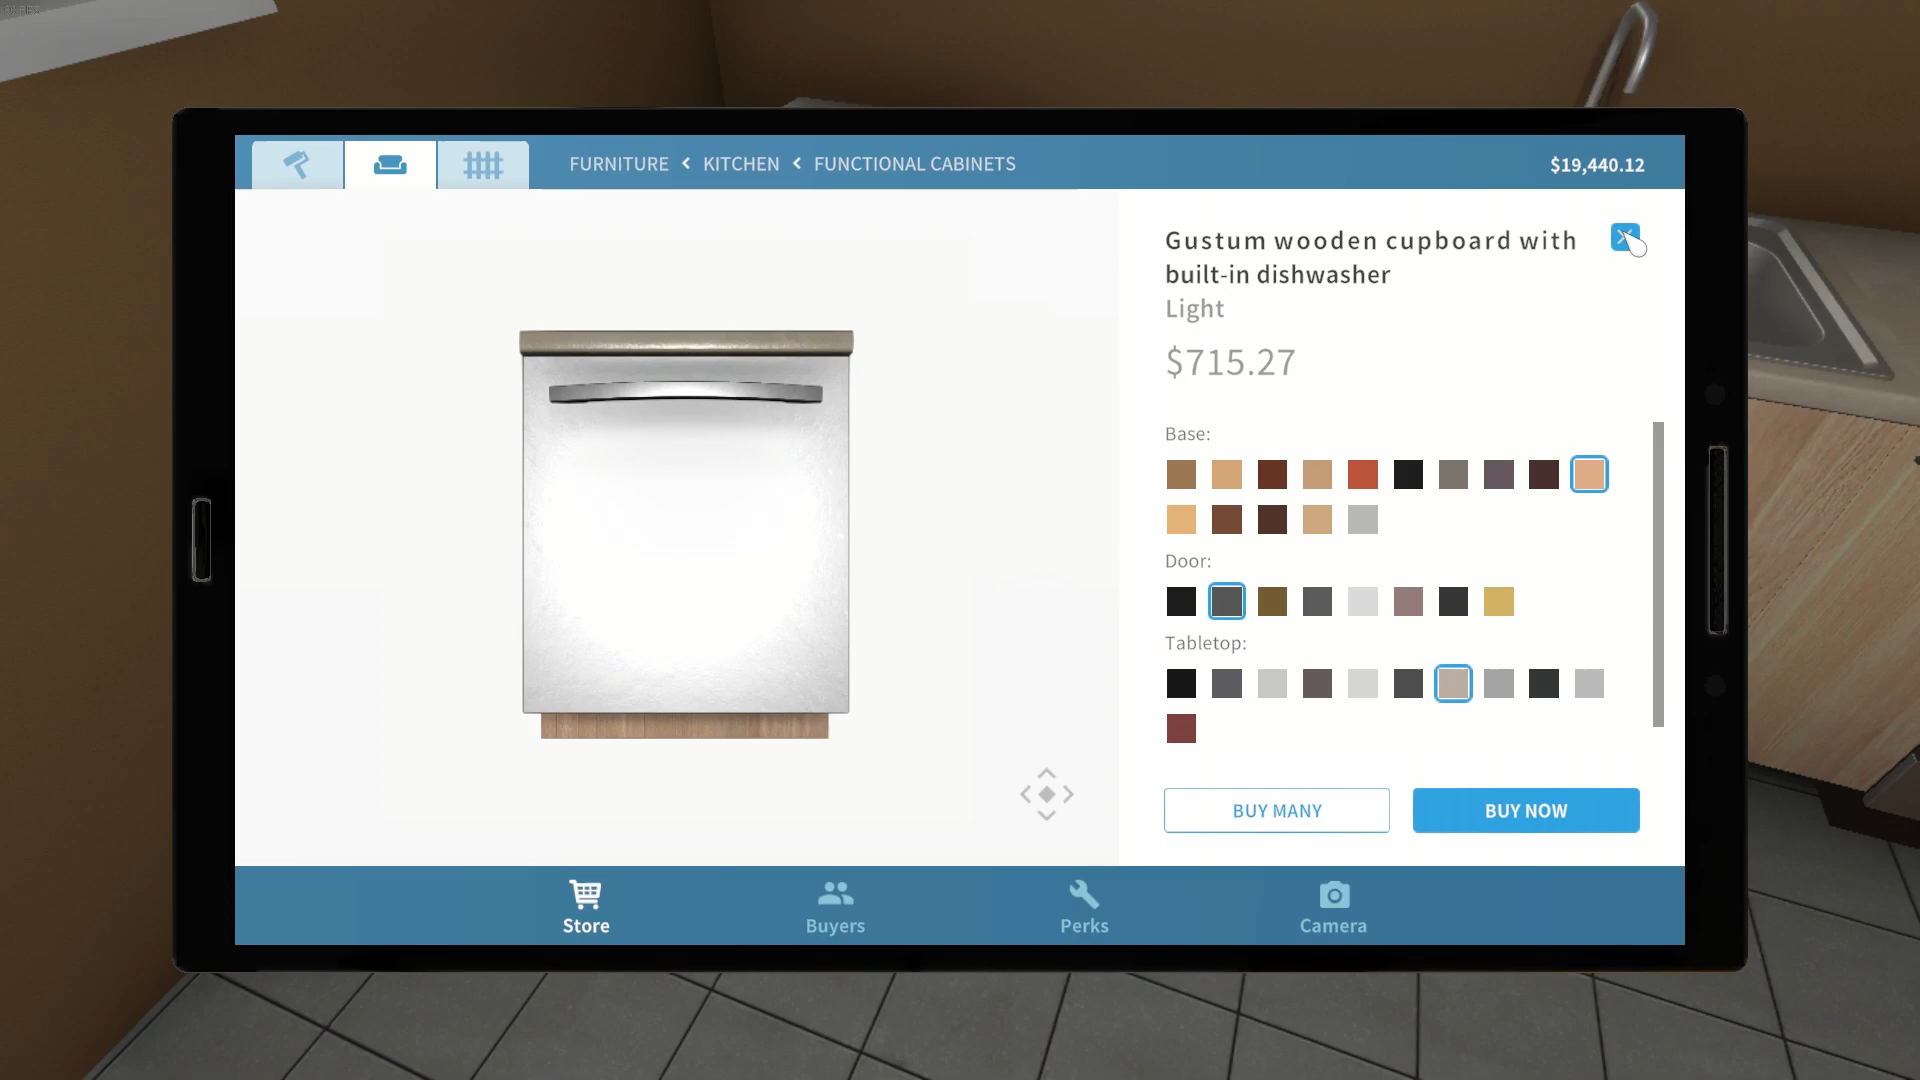 FURNITURE < KITCHEN < FUNCTIONAL CABINETS
$19,440.12
Gustum wooden cupboard with
built-in dishwasher
Light
$715.27
Base:
Door:
Tabletop:
BUY MANY
BUY NOW
Store
Buyers
Perks
Camera